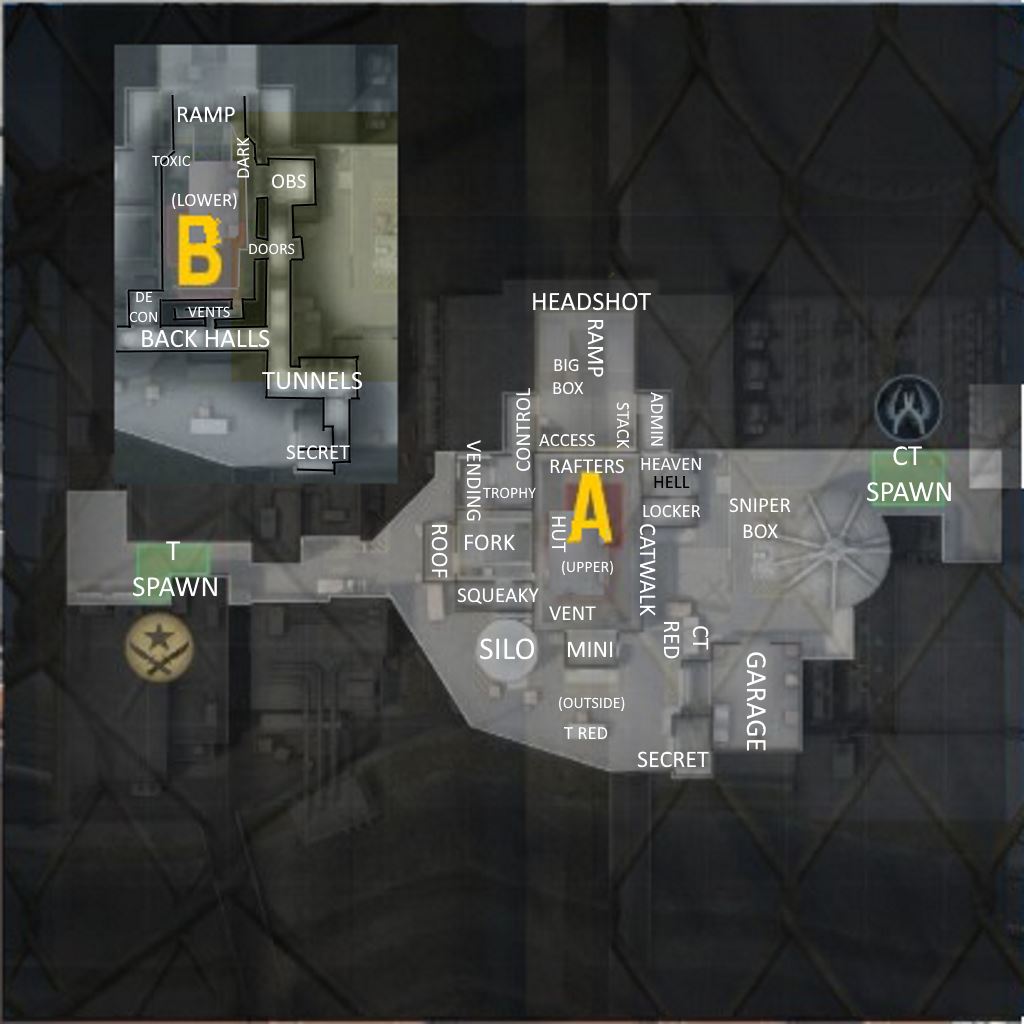 RAMP
TOXIC
DARK
OBS
(LOWER)
B
DOORS
DE
CON
VENTS
BACK HALLS
TUNNELS
SECRET
HEADSHOT
RAMP
BIG
BOX
CONTROL
STACK
ADMIN
ACCESS
VENDING
RAFTERS
HEAVEN
HELL
TROPHY
A
LOCKER
SNIPER
BOX
CT
SPAWN
ROOF
FORK
HUT
CATWALK
(UPPER)
T
SPAWN
SQUEAKY
VENT
SILO
MINI
RED
CT
GARAGE
(OUTSIDE)
T RED
SECRET